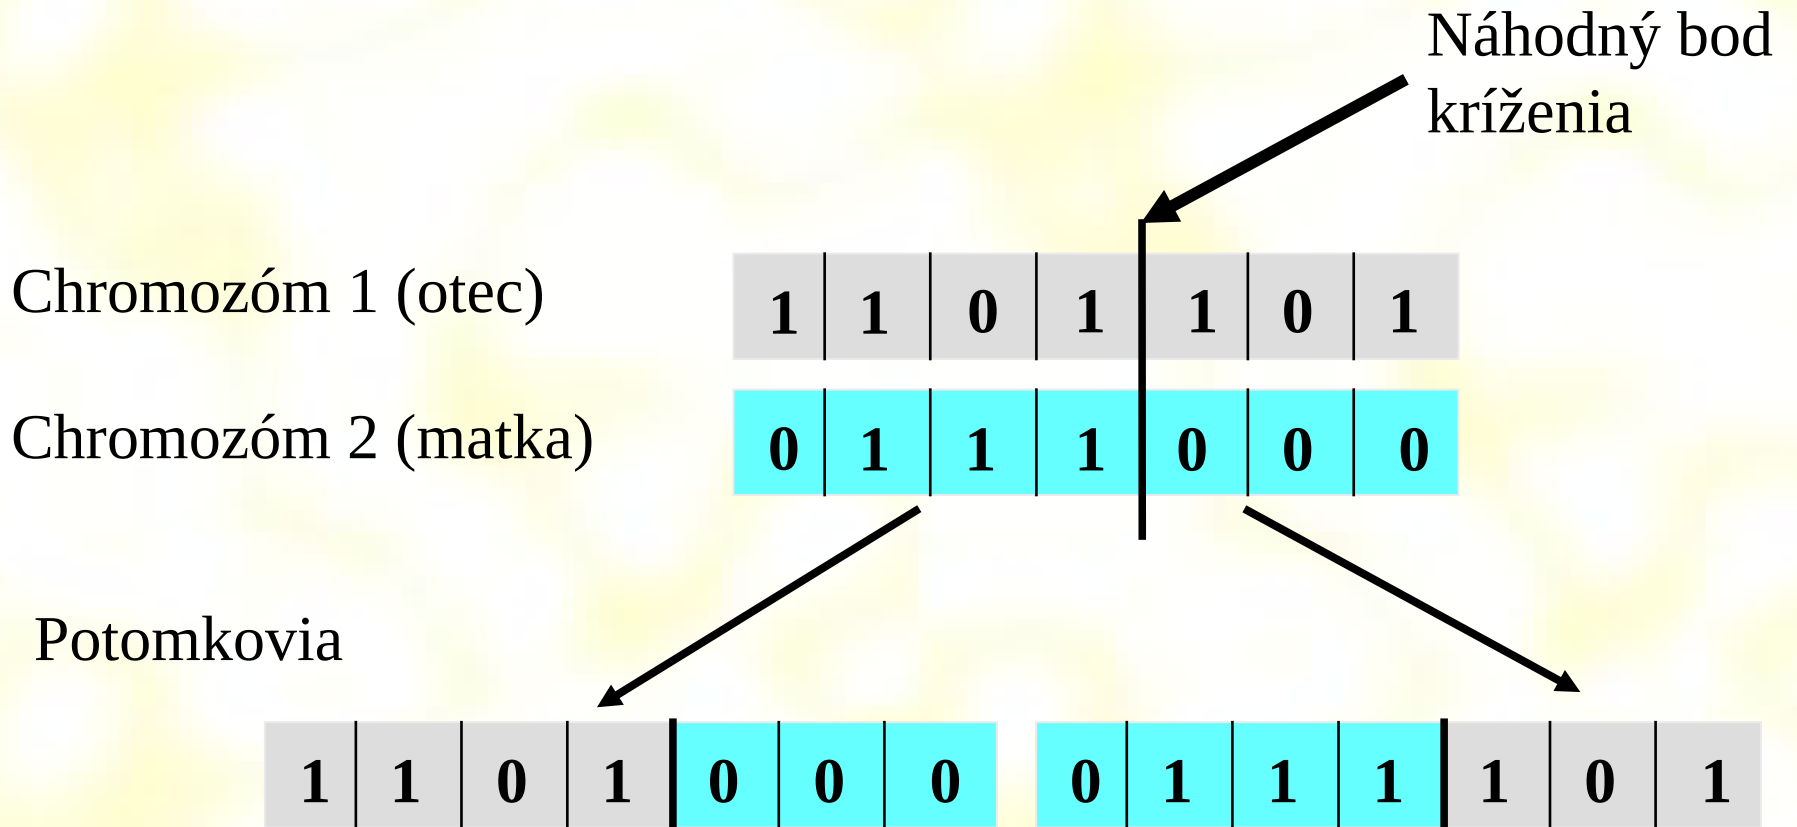 Náhodný bod
kríženia
Chromozóm 1 (otec)
1 1 0 1 1 0 1
Chromozóm 2 (matka)
0 1 1 1 0 0 0
Potomkovia
1 1 0 1 0 0 0
0 1 1 1 1 0 1